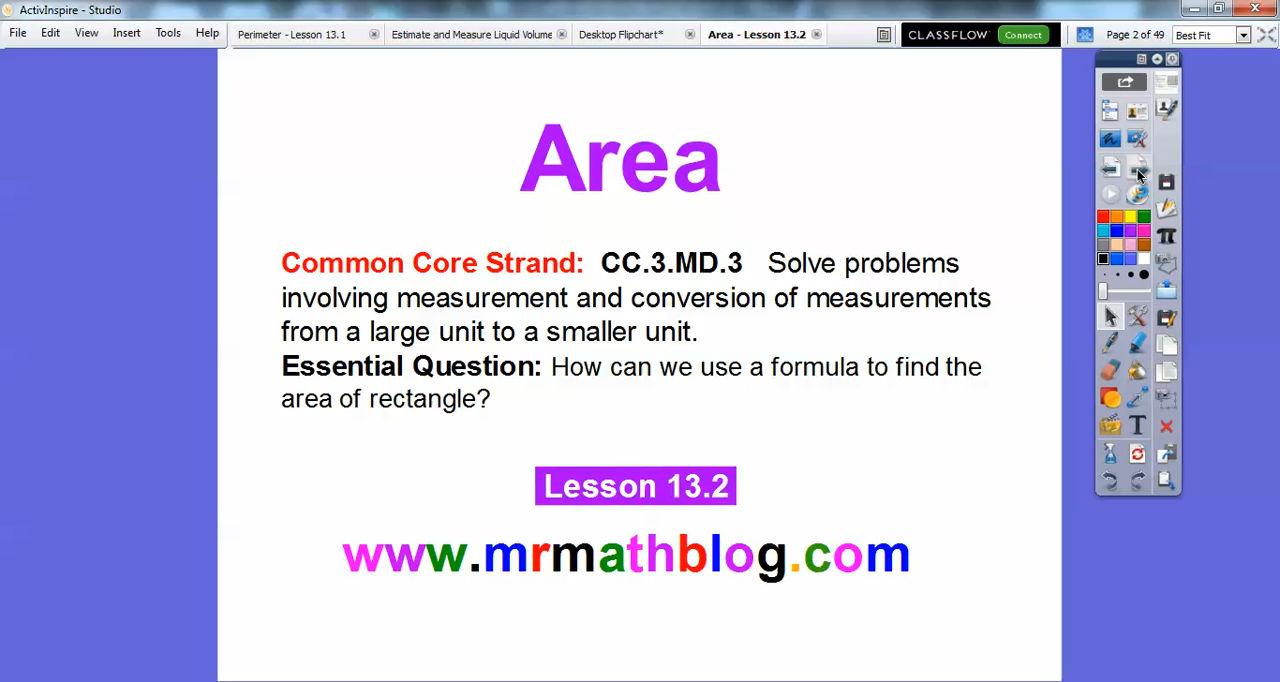 ActivInspire - Studio
File Edit View Insert Tools Help
Perimeter - Lesson 13.1 Estimate and Measure Liquid Volume Desktop Flipchart* Area - Lesson 13.2
CLASSFLOW Connect
Page 2 of 49 Best Fit
Area
Common Core Strand: CC.3.MD.3 Solve problems
involving measurement and conversion of measurements
from a large unit to a smaller unit.
Essential Question: How can we use a formula to find the
area of rectangle?
Lesson 13.2
www.mrmathblog.com